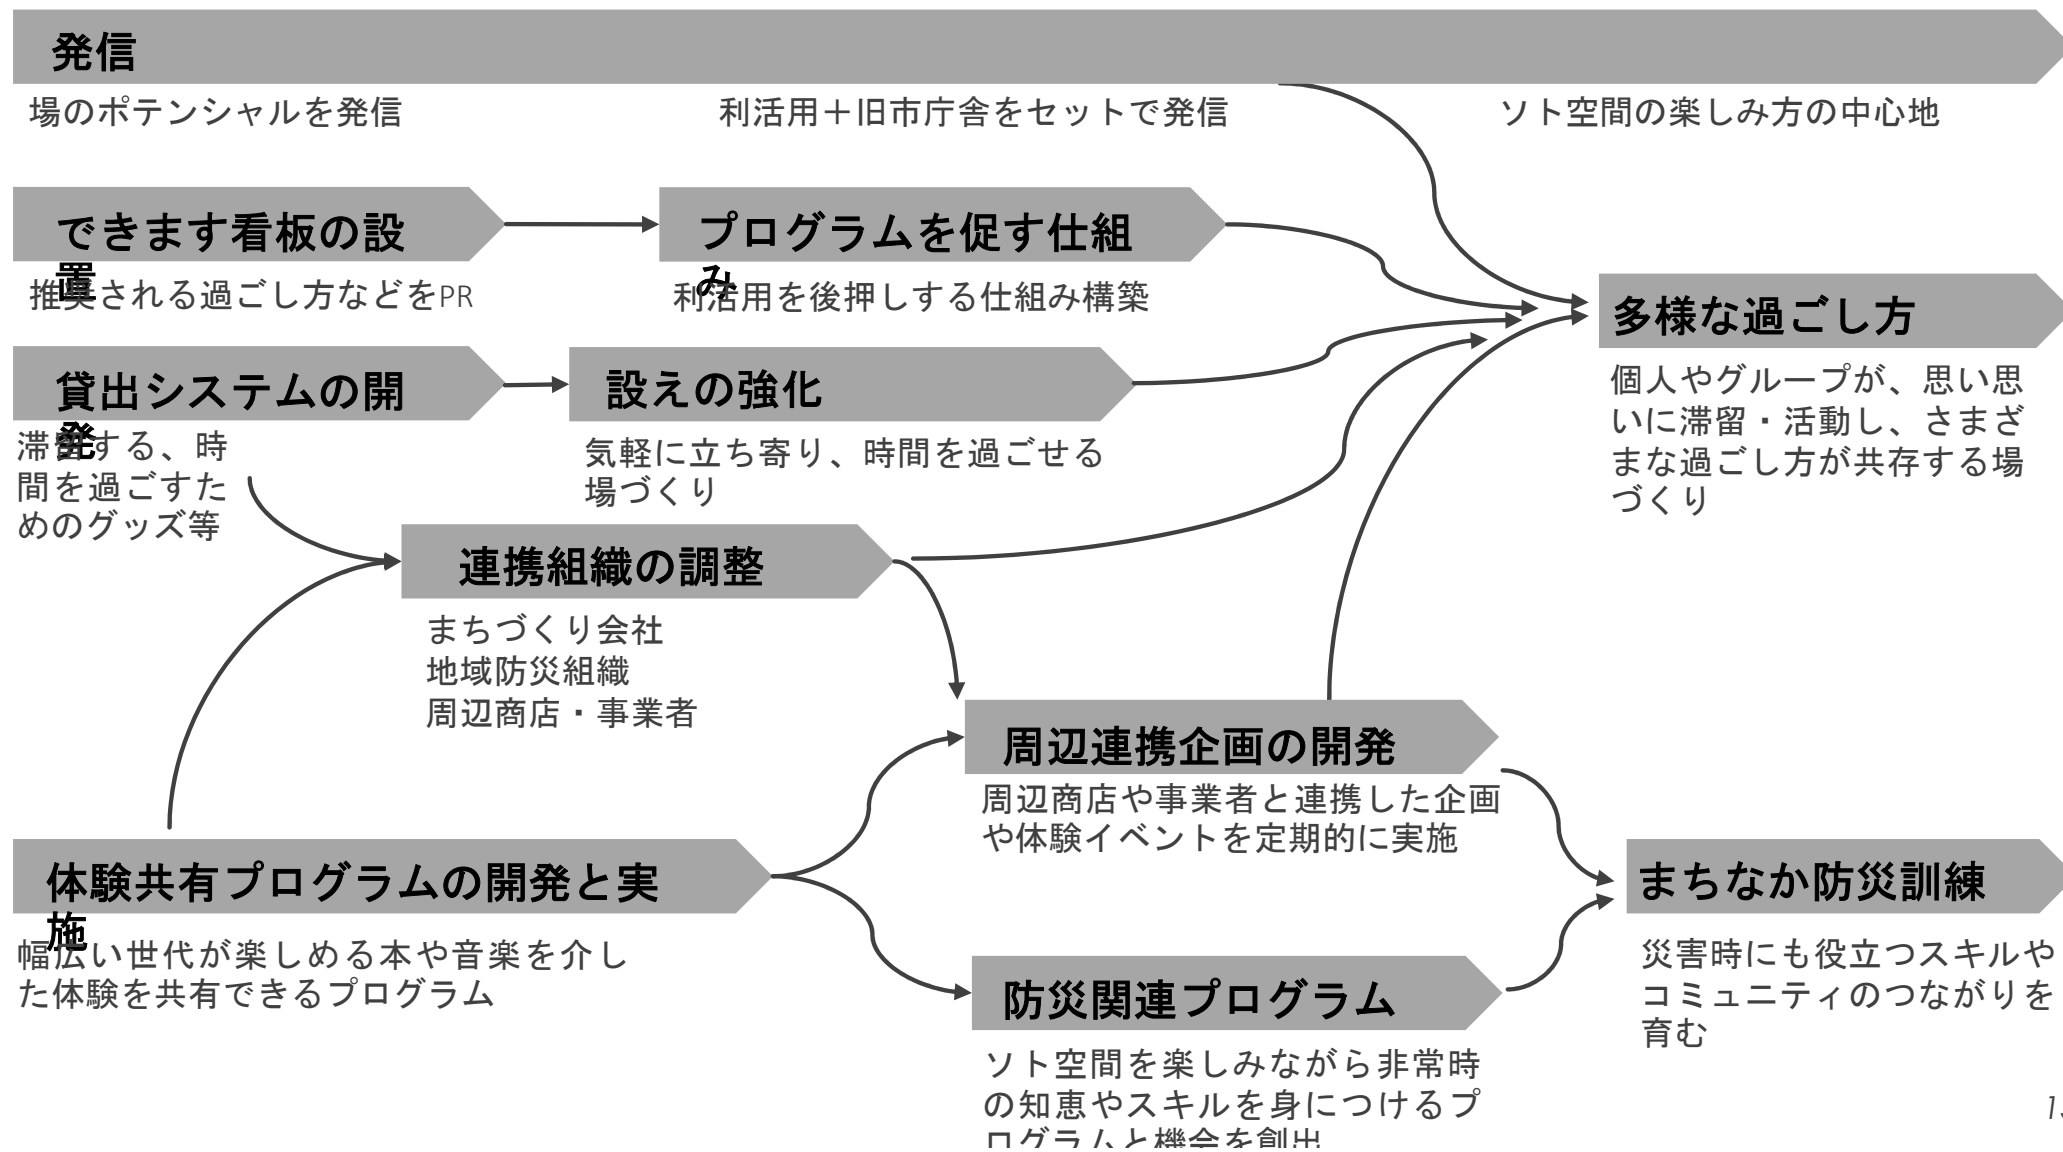 発信
場のポテンシャルを発信
利活用＋旧市庁舎をセットで発信
ソト空間の楽しみ方の中心地
できます看板の設
置
推奨される過ごし方などをPR
プログラムを促す仕組
み
利活用を後押しする仕組み構築
多様な過ごし方
個人やグループが、思い思
いに滞留・活動し、さまざ
まな過ごし方が共存する場
づくり
貸出システムの開
発
滞留する、時
間を過ごすた
めのグッズ等
設えの強化
気軽に立ち寄り、時間を過ごせる
場づくり
連携組織の調整
まちづくり会社
地域防災組織
周辺商店・事業者
周辺連携企画の開発
周辺商店や事業者と連携した企画
や体験イベントを定期的に実施
体験共有プログラムの開発と実
施
幅広い世代が楽しめる本や音楽を介し
た体験を共有できるプログラム
まちなか防災訓練
災害時にも役立つスキルや
コミュニティのつながりを
育む
防災関連プログラム
ソト空間を楽しみながら非常時
の知恵やスキルを身につけるプ
ログラムと機会を創出